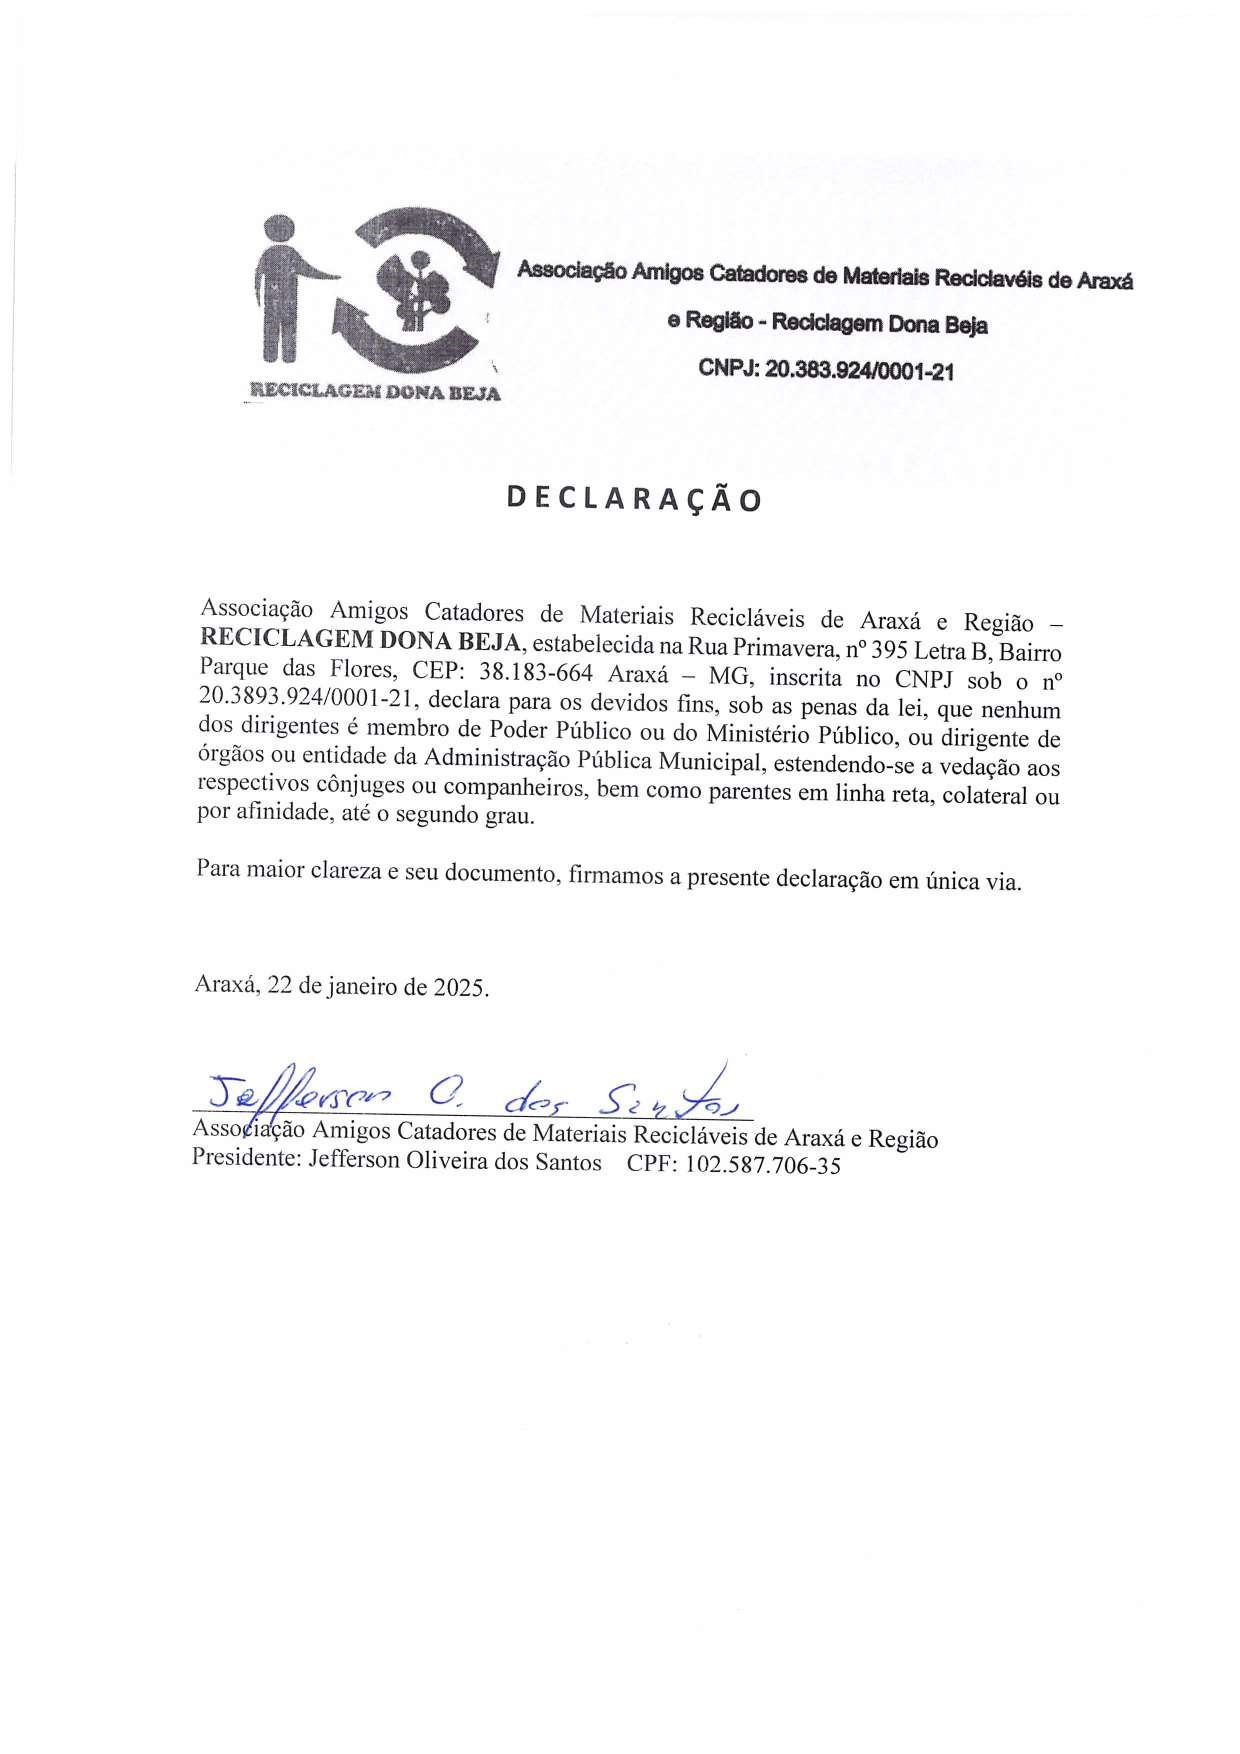 Associação Amigos Catadores de Materiais Reciclavéis de Araxá
e Região - Reciclagem Dona Beja
CNPJ: 20.383.924/0001-21
RECICLAGEM DONA BEJA
DECLARAÇÃO
Associação Amigos Catadores de Materiais Recicláveis de Araxá e Região –
RECICLAGEM DONA BEJA, estabelecida na Rua Primavera, nº 395 Letra B, Bairro
Parque das Flores, CEP: 38.183-664 Araxá – MG, inscrita no CNPJ sob o nº
20.3893.924/0001-21, declara para os devidos fins, sob as penas da lei, que nenhum
dos dirigentes é membro de Poder Público ou do Ministério Público, ou dirigente de
órgãos ou entidade da Administração Pública Municipal, estendendo-se a vedação aos
respectivos cônjuges ou companheiros, bem como parentes em linha reta, colateral ou
por afinidade, até o segundo grau.
Para maior clareza e seu documento, firmamos a presente declaração em única via.
Araxá, 22 de janeiro de 2025.
Jefferson O. dos Santos
Associação Amigos Catadores de Materiais Recicláveis de Araxá e Região
Presidente: Jefferson Oliveira dos Santos CPF: 102.587.706-35